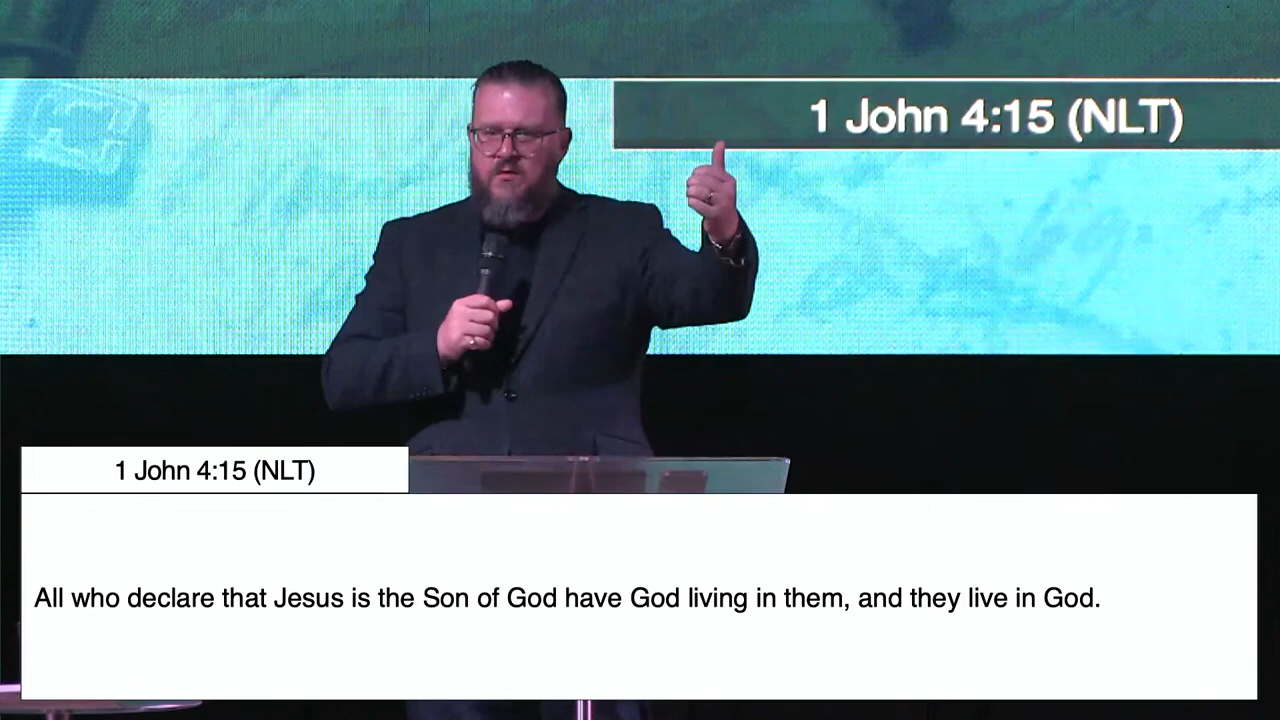 1 John 4:15 (NLT)
1 John 4:15 (NLT)
All who declare that Jesus is the Son of God have God living in them, and they live in God.